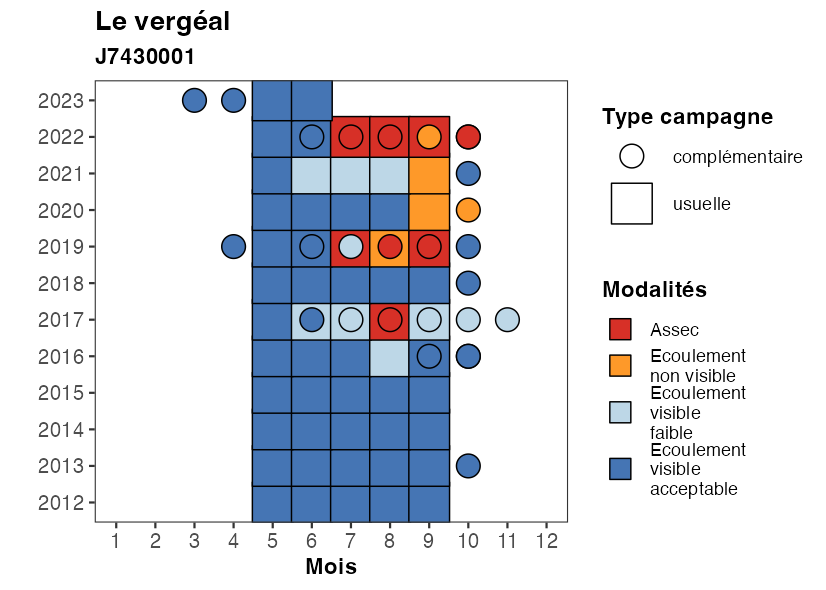 Le vergéal
J7430001
2023
2022
2021
2020
2019
2018
2017
2016
2015
2014
2013
2012
1 2 3 4 5 6 7 8 9 10 11 12
Mois
Type campagne
complémentaire
usuelle
Modalités
Assec
Ecoulement
non visible
Ecoulement
visible
faible
Ecoulement
visible
acceptable